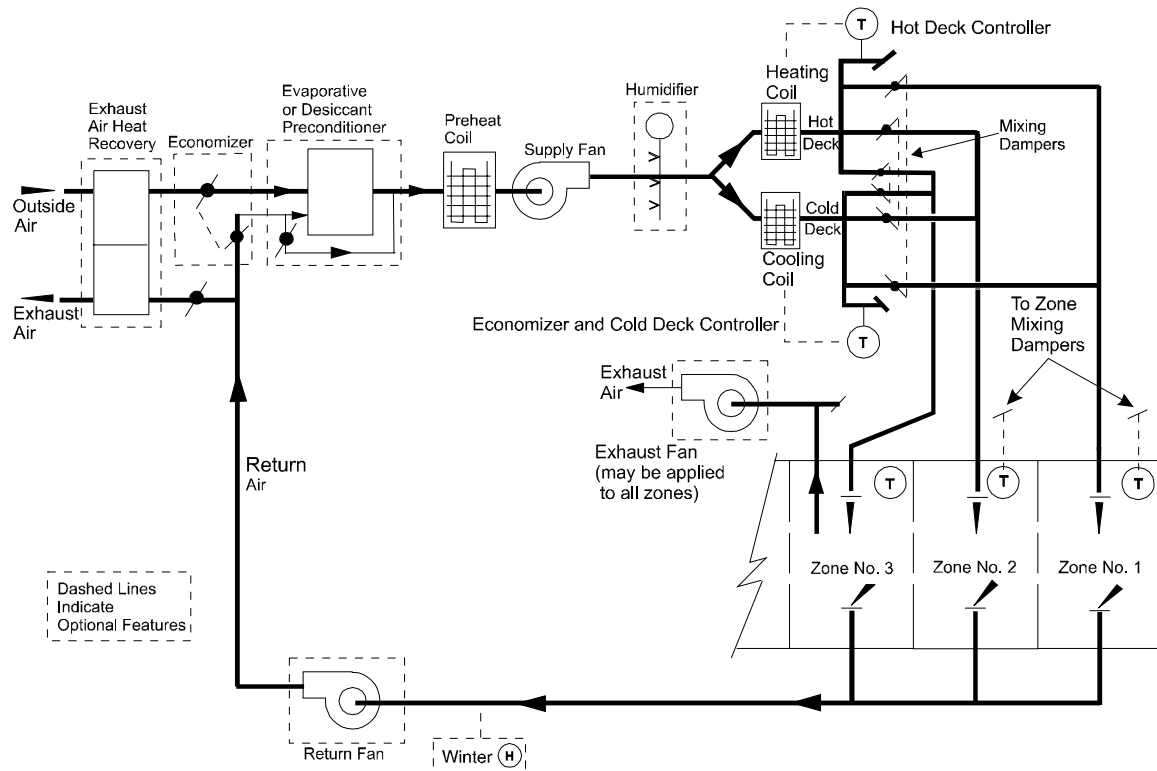 T
Hot Deck Controller
Heating
Coil
Hot
Deck
Mixing
Dampers
Humidifier
Evaporative
or Desiccant
Preconditioner
Exhaust
Air Heat
Recovery
Economizer
Preheat
Coil
Supply Fan
Outside
Air
Cold
Deck
Cooling
Coil
Exhaust
Air
Economizer and Cold Deck Controller
T
To Zone
Mixing
Dampers
Exhaust
Air
Exhaust Fan
(may be applied
to all zones)
Return
Air
T
T
T
Zone No. 3
Zone No. 2
Zone No. 1
Dashed Lines
Indicate
Optional Features
Return Fan
Winter H